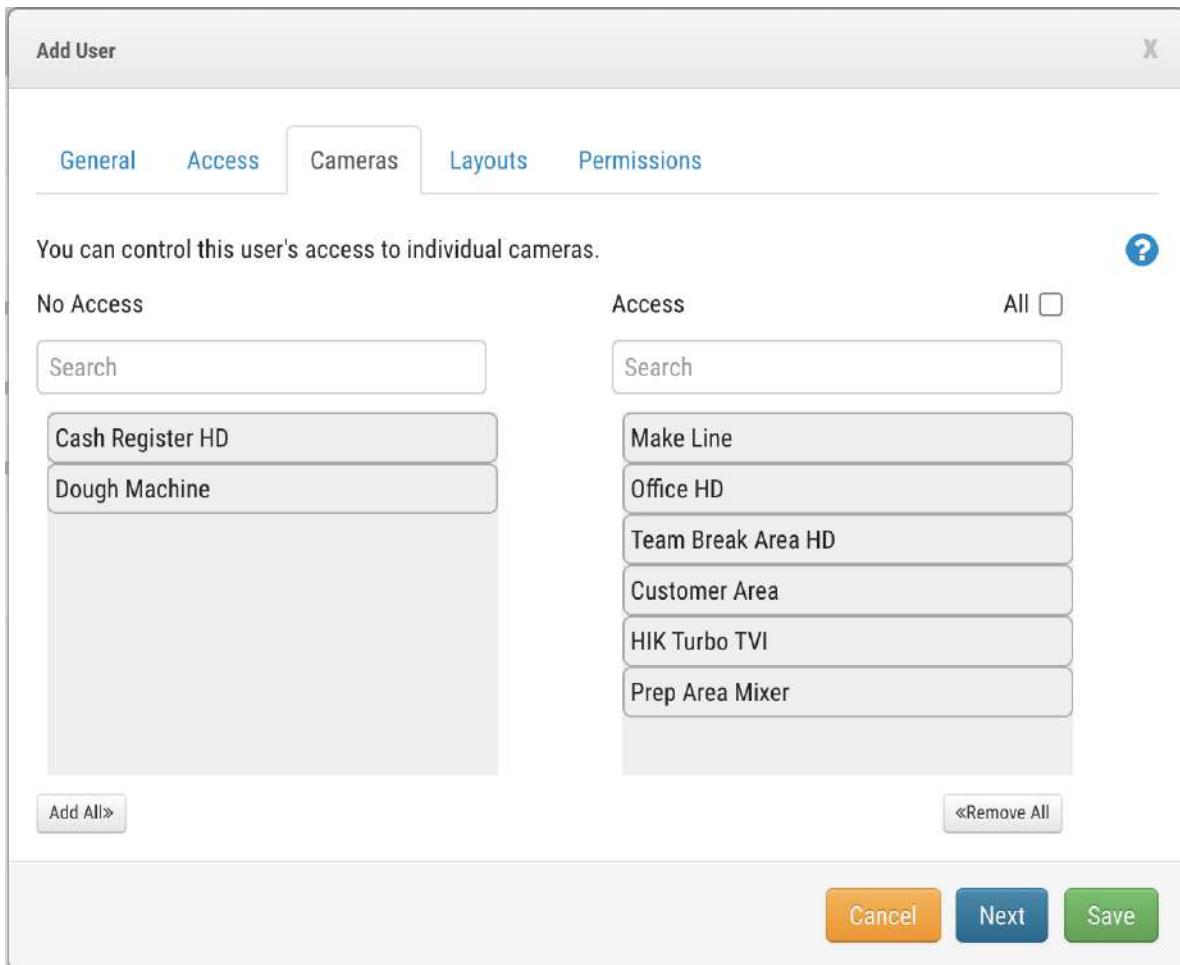 Add User
X
General Access Cameras Layouts Permissions
You can control this user's access to individual cameras.
?
No Access
Access
All
Search
Search
Cash Register HD
Dough Machine
Make Line
Office HD
Team Break Area HD
Customer Area
HIK Turbo TVI
Prep Area Mixer
Add All»
«Remove All
Cancel
Next
Save